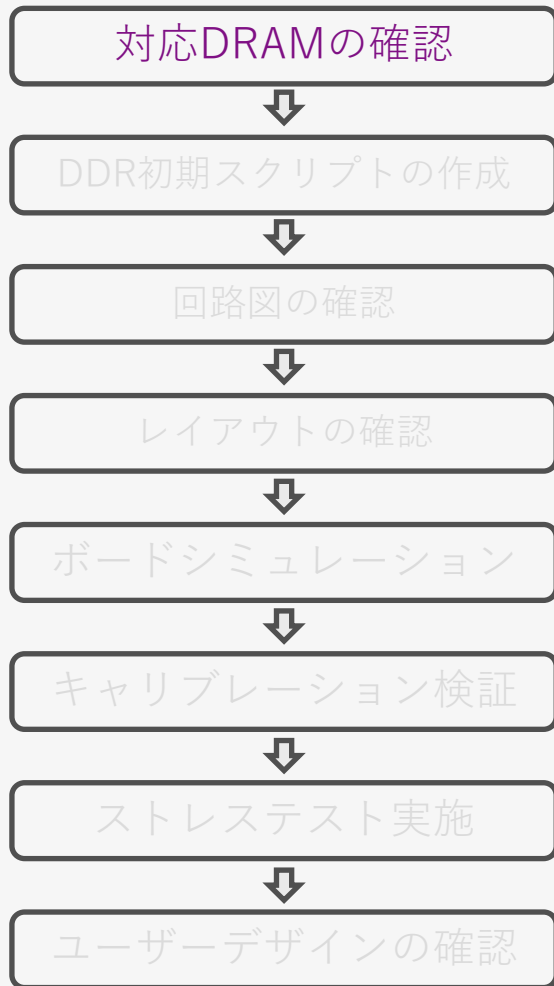 対応DRAMの確認
DDR初期スクリプトの作成
回路図の確認
レイアウトの確認
ボードシミュレーション
キャリブレーション検証
ストレステスト実施
ユーザーデザインの確認